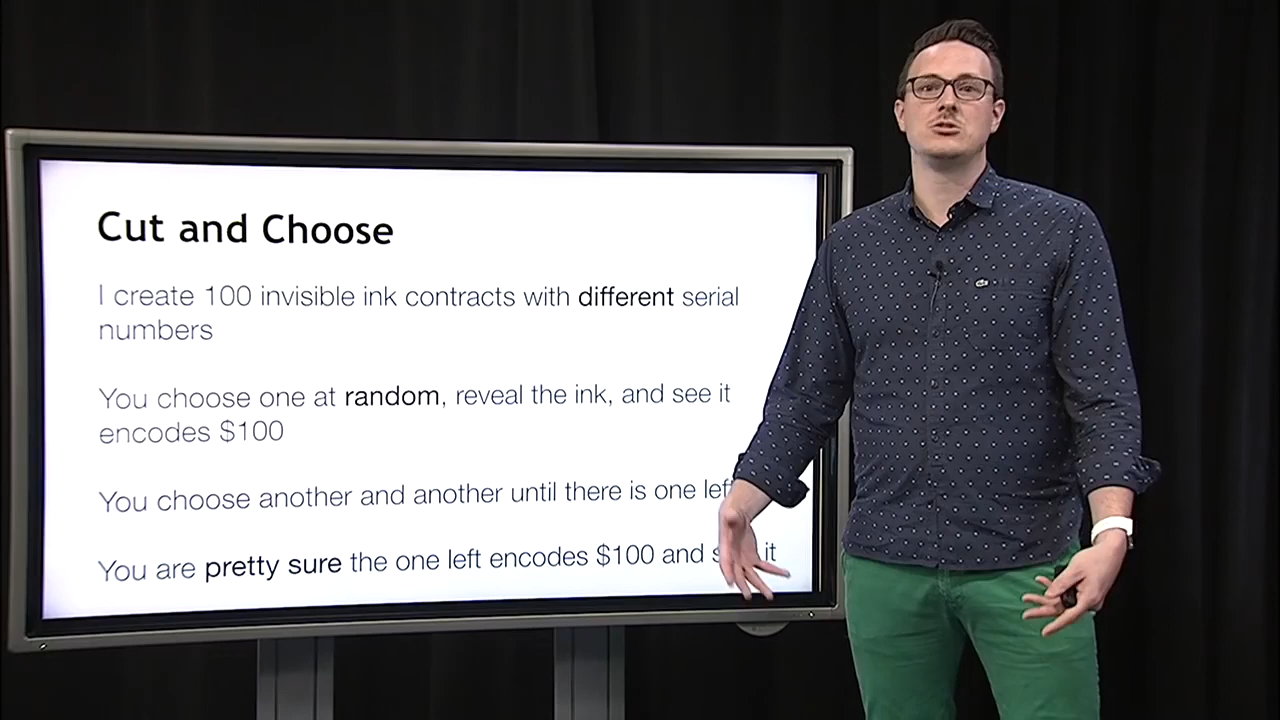 Cut and Choose
I create 100 invisible ink contracts with different serial
numbers
You choose one at random, reveal the ink, and see it
encodes $100
You choose another and another until there is one left
You are pretty sure the one left encodes $100 and it